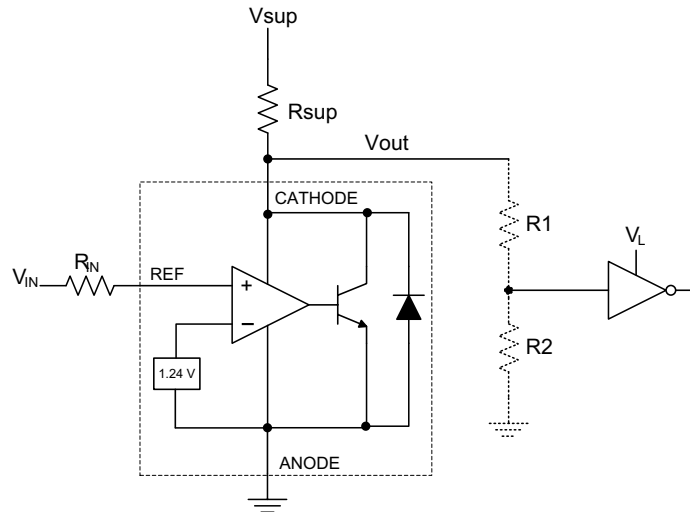 Vsup
Rsup
Vout
CATHODE
R1
RIN
VL
VIN
REF
+
−
R2
1.24 V
ANODE